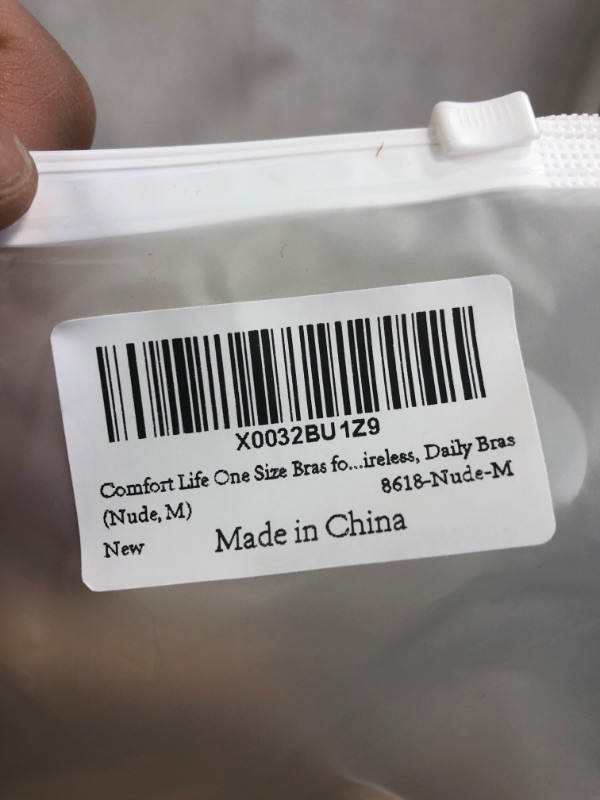 X0032BU1Z9
Comfort Life One Size Bras fo...ireless, Daily Bras
(Nude, M)
8618-Nude-M
New
Made in China